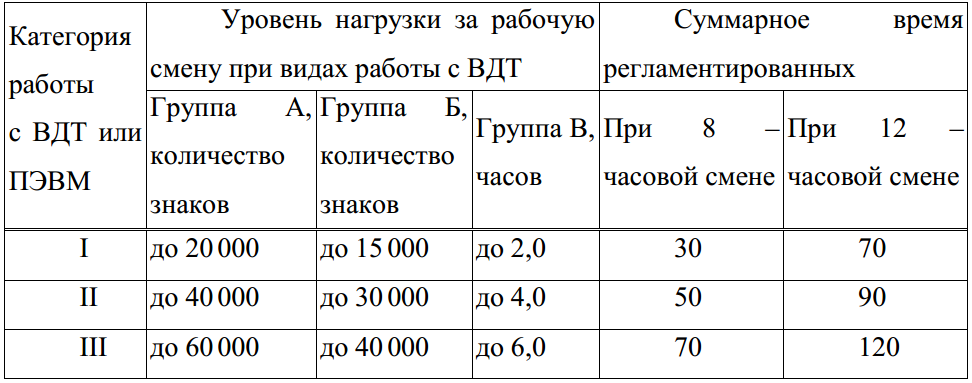 Категория
работы
с ВДТ или
ПЭВМ
Уровень нагрузки за рабочую
смену при видах работы с ВДТ
Суммарное время
регламентированных
Группа А,
количество
знаков
Группа Б,
количество
знаков
Группа В,
часов
При 8 –
часовой смене
При 12 –
часовой смене
I до 20 000 до 15 000 до 2,0 30 70
II до 40 000 до 30 000 до 4,0 50 90
III до 60 000 до 40 000 до 6,0 70 120